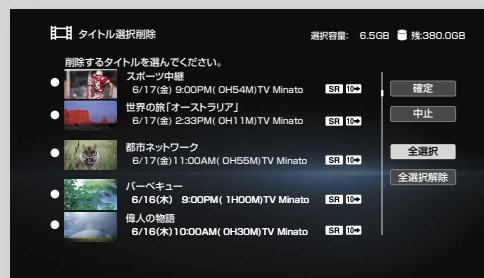 タイトル選択削除
選択容量: 6.5GB 残:380.0GB
削除するタイトルを選んでください。
スポーツ中継
6/17(金) 9:00PM( 0H54M)TV Minato SR 10➡
世界の旅「オーストラリア」
6/17(金) 2:33PM( 0H11M)TV Minato SR 10➡
都市ネットワーク
6/17(金)11:00AM( 0H55M)TV Minato SR 10➡
バーベキュー
6/16(木) 9:00PM( 1H00M)TV Minato SR 10➡
偉人の物語
6/16(木)10:00AM( 0H30M)TV Minato SR 10➡
確定
中止
全選択
全選択解除